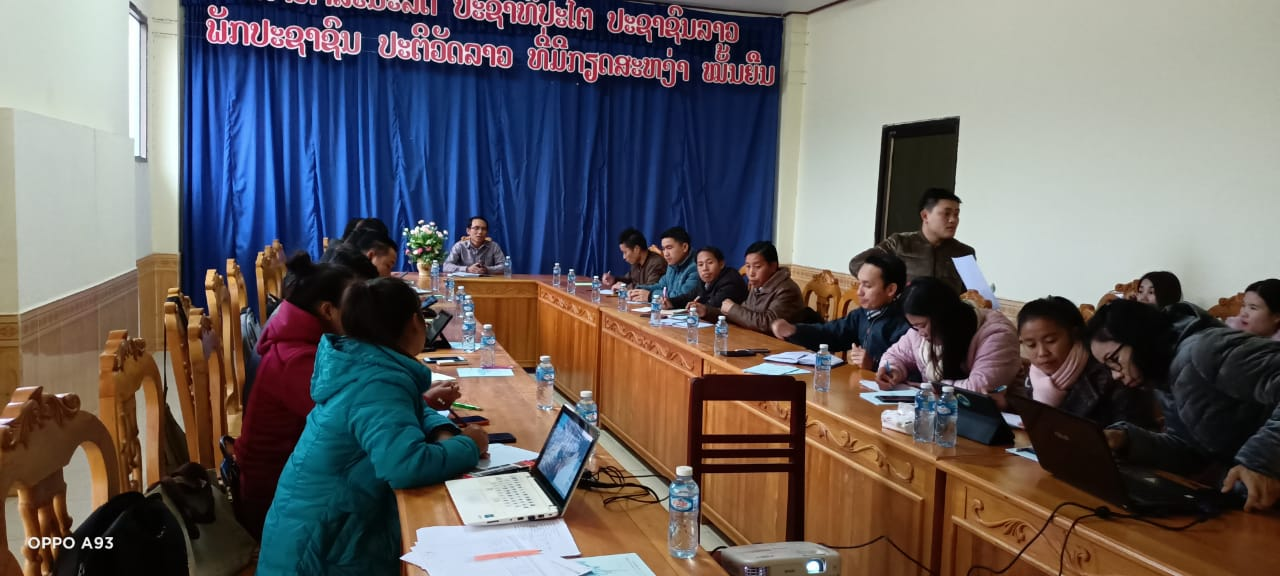 ປະຊາທິປະໄຕ ປະຊາຊົນລາວ
ພັກປະຊາຊົນ ປະຕິວັດລາວ ທີ່ມີກຽດສະຫງ່າ ໝັ້ນຍືນ
OPPO A93